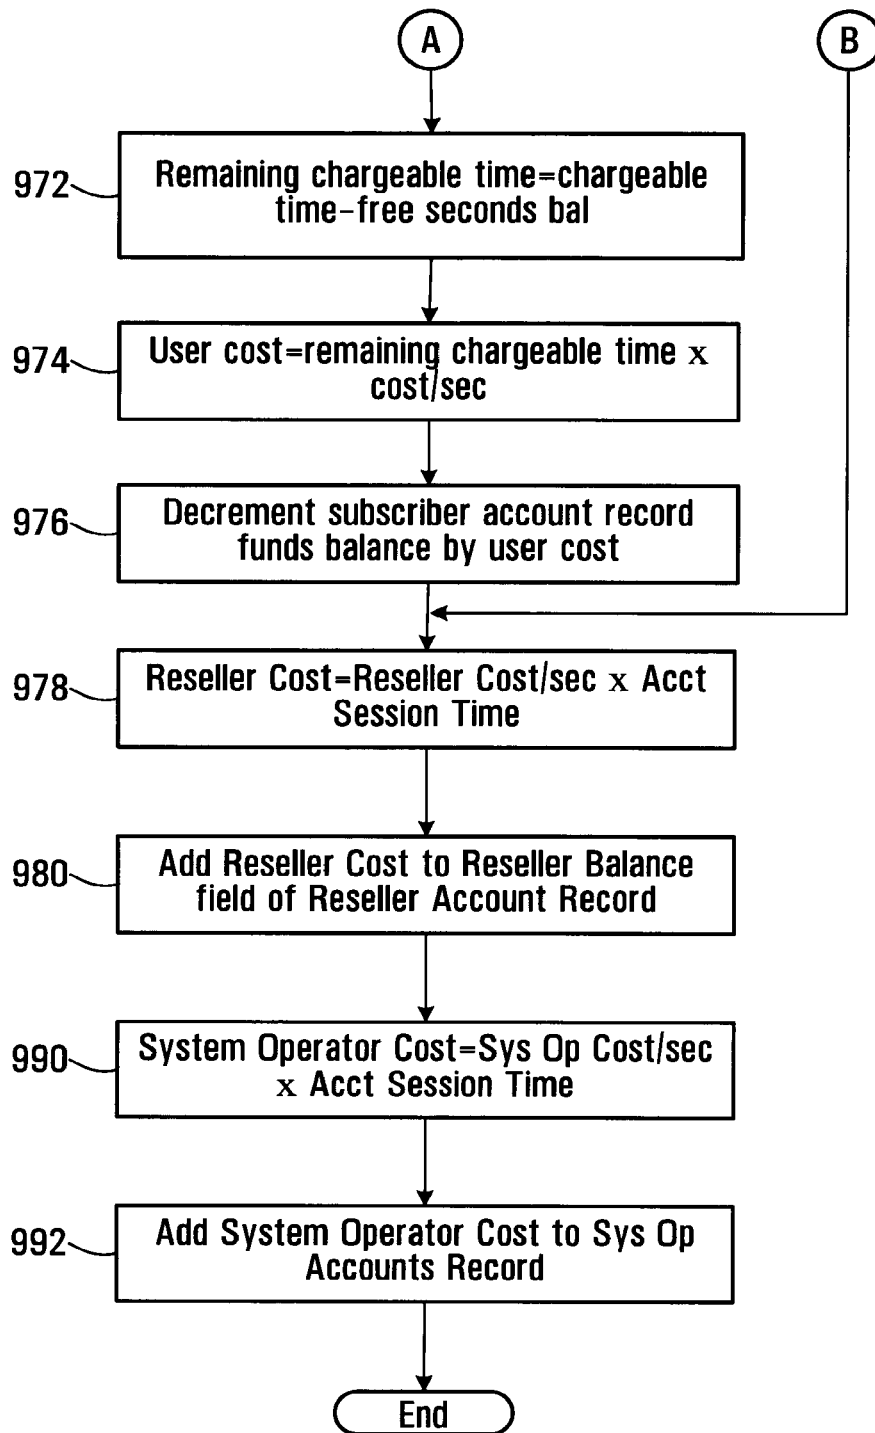 A
B
972
Remaining chargeable time=chargeable
time-free seconds bal
974
User cost=remaining chargeable time x
cost/sec
976
Decrement subscriber account record
funds balance by user cost
978
Reseller Cost=Reseller Cost/sec x Acct
Session Time
980
Add Reseller Cost to Reseller Balance
field of Reseller Account Record
990
System Operator Cost=Sys Op Cost/sec
x Acct Session Time
992
Add System Operator Cost to Sys Op
Accounts Record
End